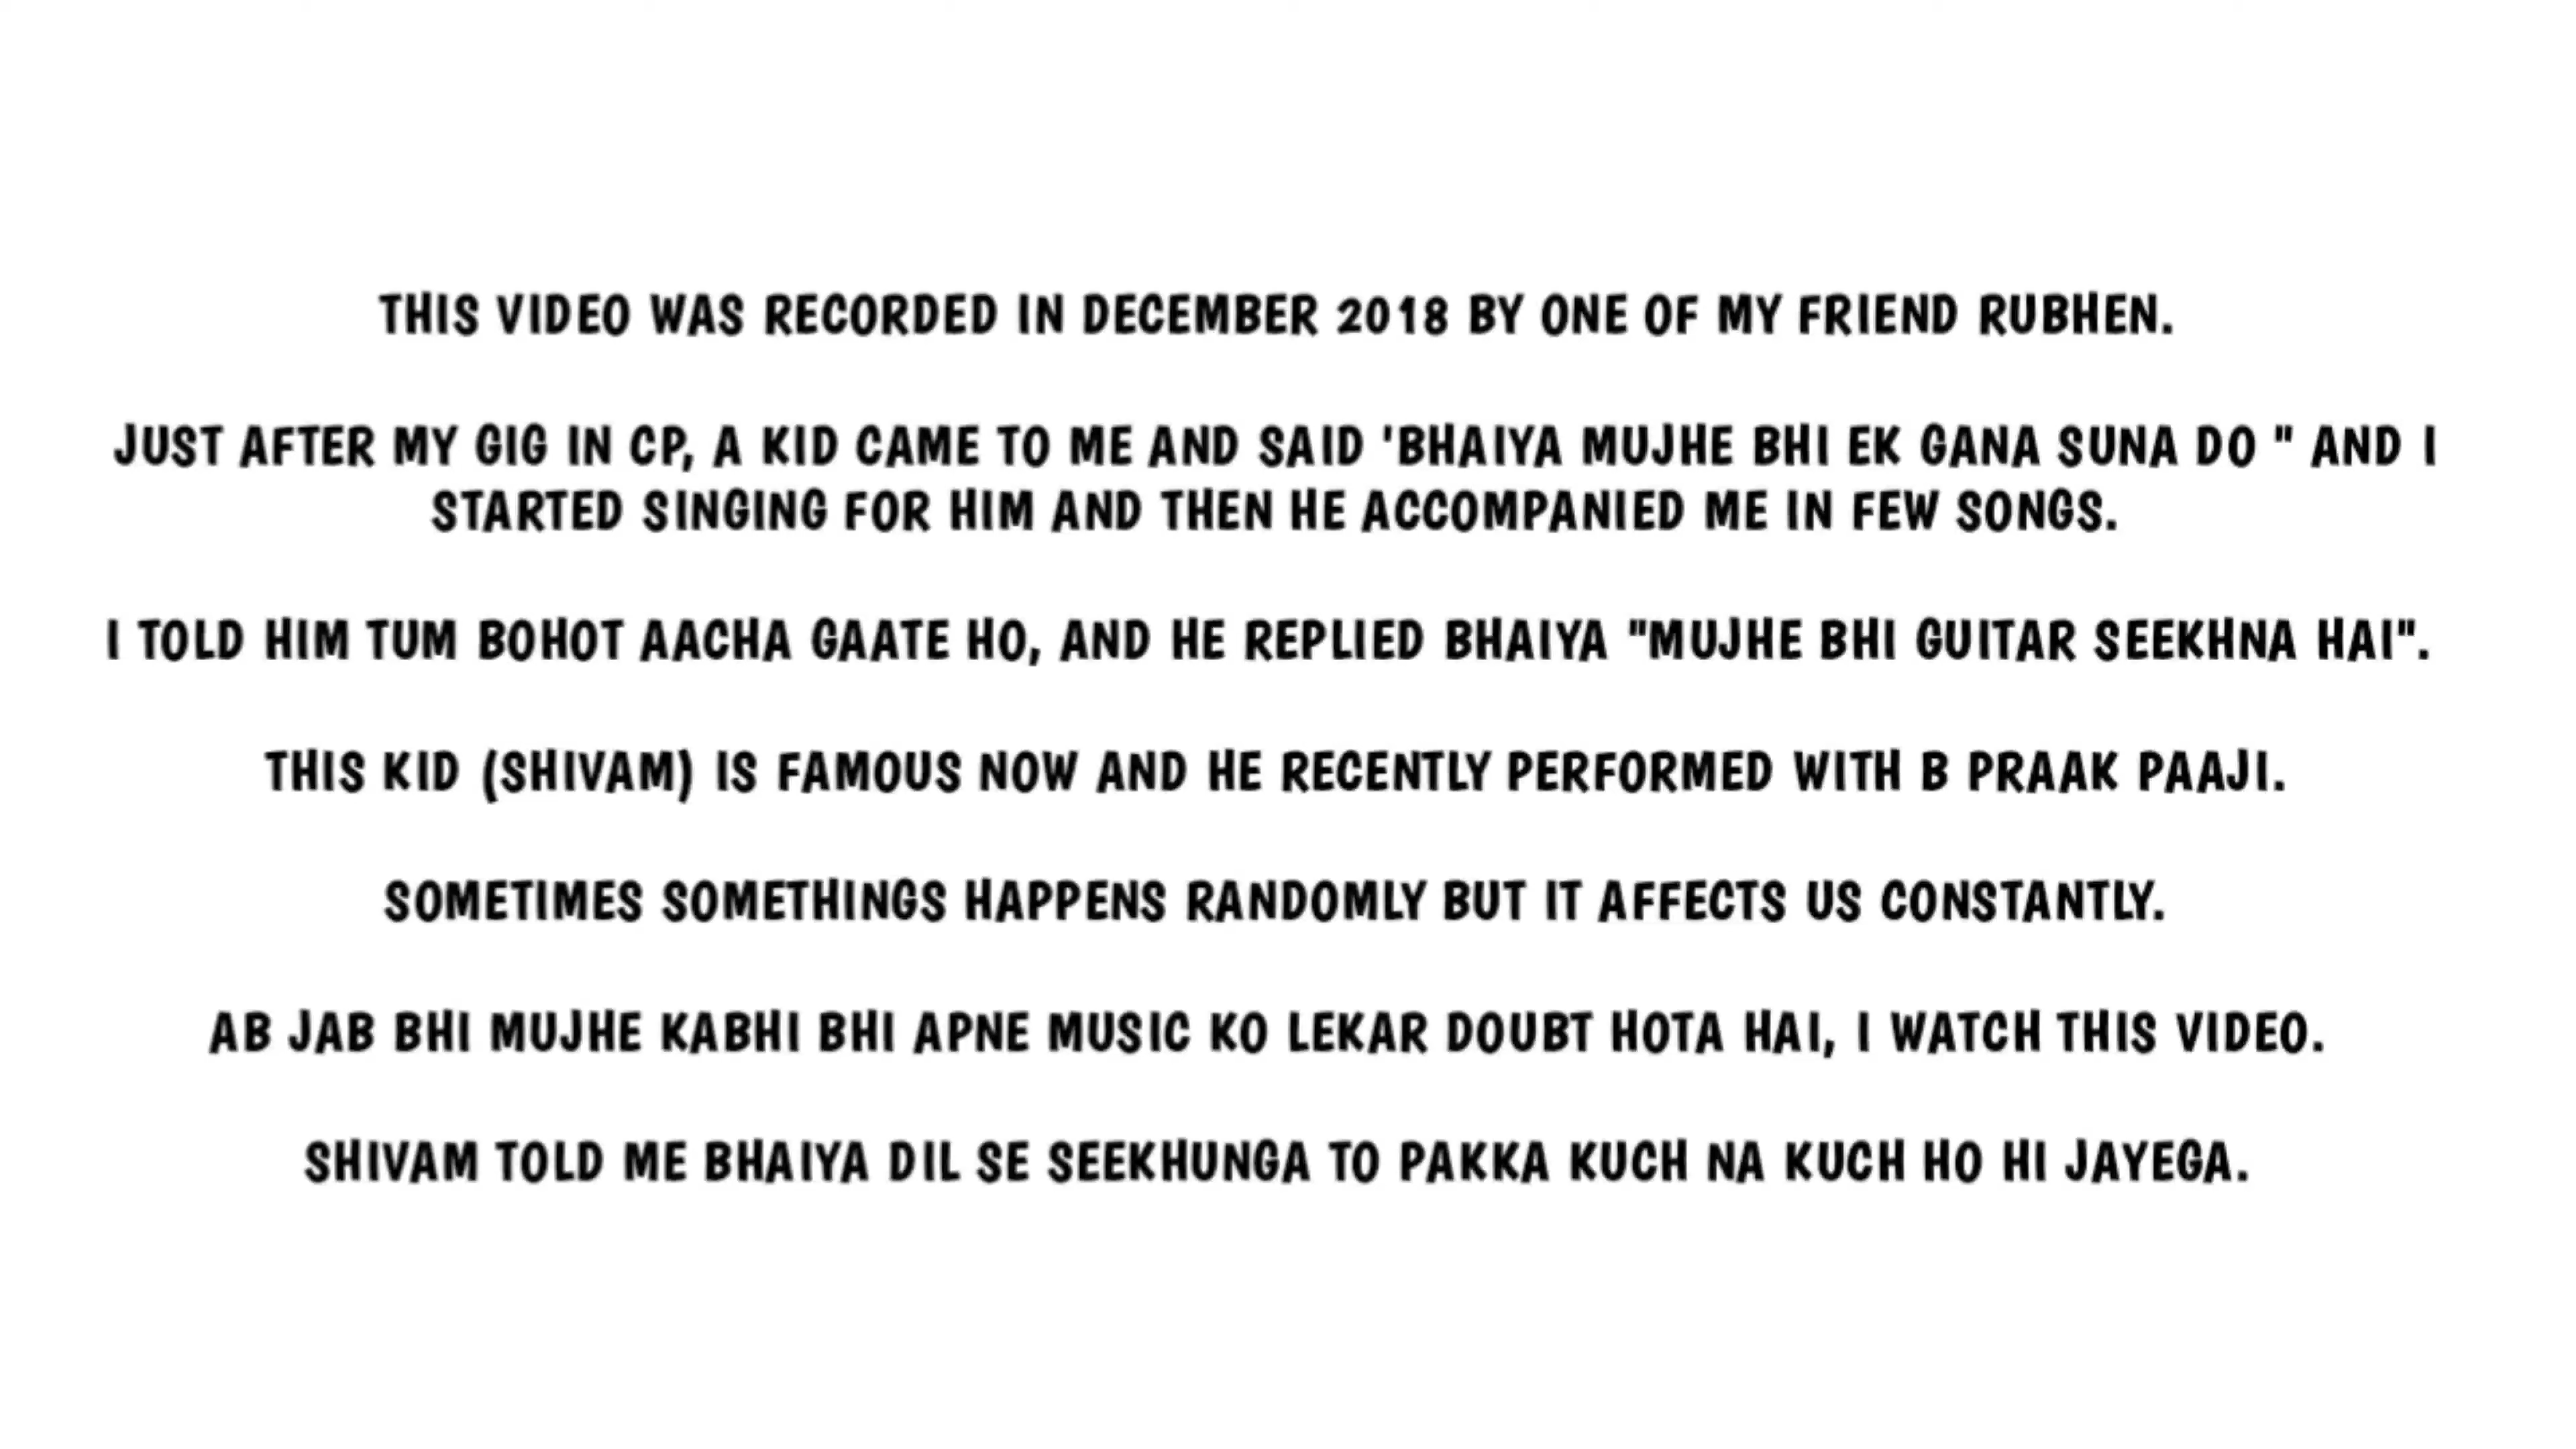 THIS VIDEO WAS RECORDED IN DECEMBER 2018 BY ONE OF MY FRIEND RUBHEN.
JUST AFTER MY GIG IN CP, A KID CAME TO ME AND SAID 'BHAIYA MUJHE BHI EK GANA SUNA DO " AND I
STARTED SINGING FOR HIM AND THEN HE ACCOMPANIED ME IN FEW SONGS.
I TOLD HIM TUM BOHOT AACHA GAATE HO, AND HE REPLIED BHAIYA "MUJHE BHI GUITAR SEEKHNA HAI".
THIS KID (SHIVAM) IS FAMOUS NOW AND HE RECENTLY PERFORMED WITH B PRAAK PAAJI.
SOMETIMES SOMETHINGS HAPPENS RANDOMLY BUT IT AFFECTS US CONSTANTLY.
AB JAB BHI MUJHE KABHI BHI APNE MUSIC KO LEKAR DOUBT HOTA HAI, I WATCH THIS VIDEO.
SHIVAM TOLD ME BHAIYA DIL SE SEEKHUNGA TO PAKKA KUCH NA KUCH HO HI JAYEGA.